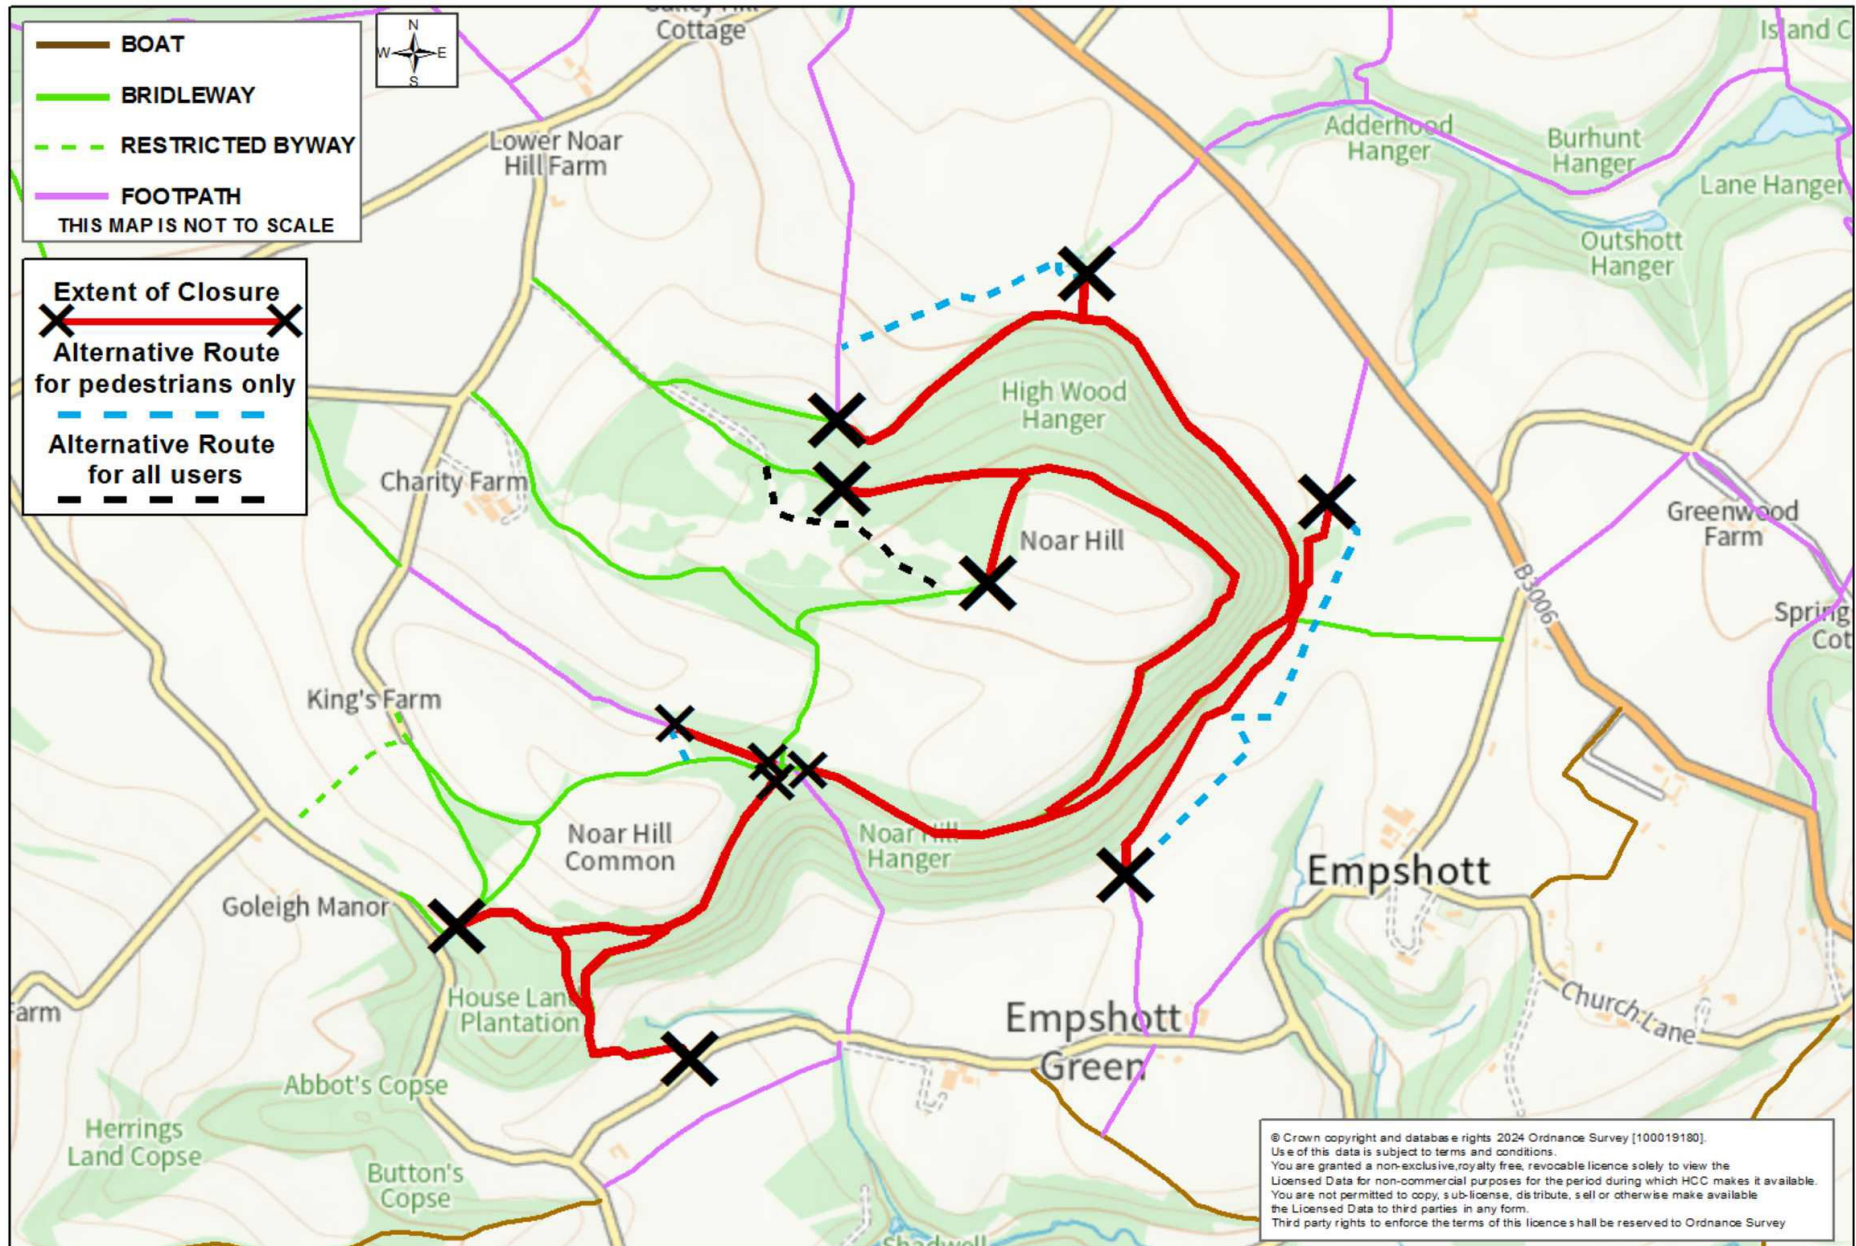 BOAT
BRIDLEWAY
RESTRICTED BYWAY
FOOTPATH
THIS MAP IS NOT TO SCALE
N
W E
S
Extent of Closure
Alternative Route
for pedestrians only
Alternative Route
for all users
Cottage
Island C
Lower Noar
Hill Farm
Adderhood
Hanger
Burhunt
Hanger
Lane Hanger
Outshott
Hanger
High Wood
Hanger
Charity Farm
Noar Hill
Greenwood
Farm
B3006
Spring
Cot
King's Farm
Noar Hill
Common
Noar Hill
Hanger
Empshott
Goleigh Manor
House Land
Plantation
Empshott
Green
Church Lane
Farm
Abbot's Copse
Herrings
Land Copse
Button's
Copse
Shadwell
© Crown copyright and database rights 2024 Ordnance Survey [100019180].
Use of this data is subject to terms and conditions.
You are granted a non-exclusive,royalty free, revocable licence solely to view the
Licensed Data for non-commercial purposes for the period during which HCC makes it available.
You are not permitted to copy, sub-license, distribute, sell or otherwise make available
the Licensed Data to third parties in any form.
Third party rights to enforce the terms of this licence shall be reserved to Ordnance Survey